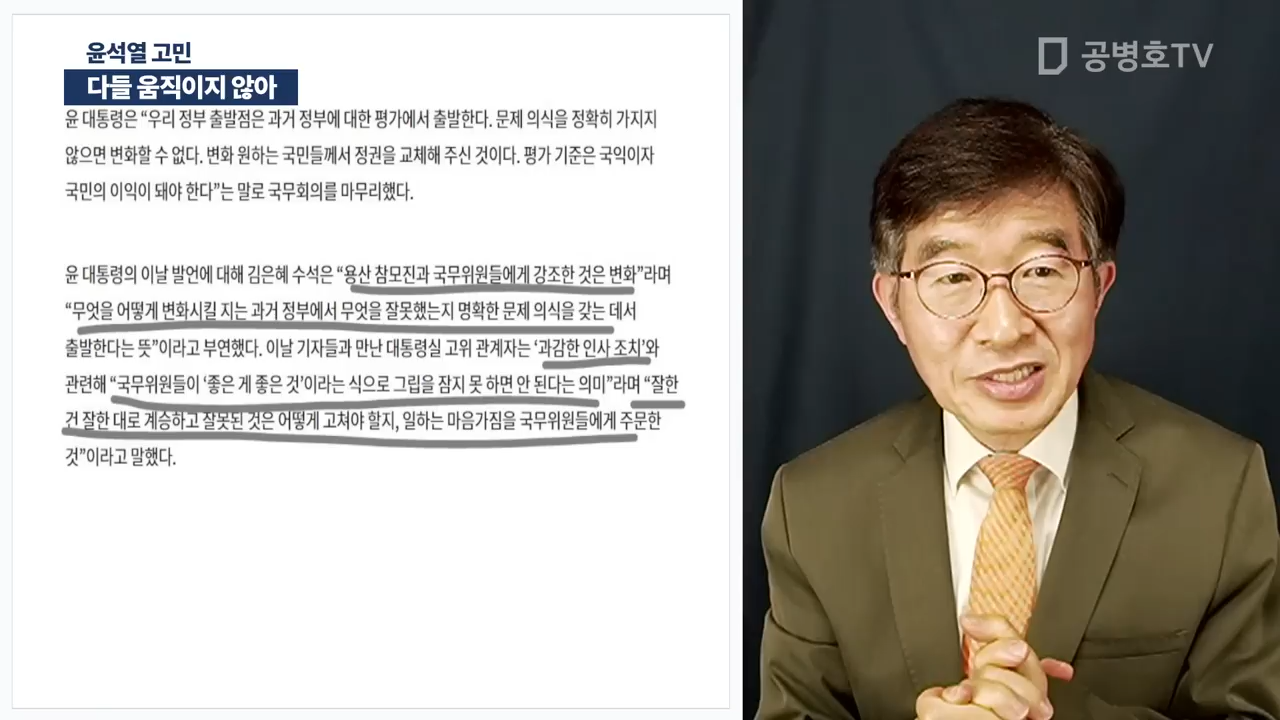 윤석열 고민
다들 움직이지 않아
공병호TV
윤 대통령은 “우리 정부 출발점은 과거 정부에 대한 평가에서 출발한다. 문제 의식을 정확히 가지지
않으면 변화할 수 없다. 변화 원하는 국민들께서 정권을 교체해 주신 것이다. 평가 기준은 국익이자
국민의 이익이 돼야 한다”는 말로 국무회의를 마무리했다.
윤 대통령의 이날 발언에 대해 김은혜 수석은 “용산 참모진과 국무위원들에게 강조한 것은 변화”라며
“무엇을 어떻게 변화시킬 지는 과거 정부에서 무엇을 잘못했는지 명확한 문제 의식을 갖는 데서
출발한다는 뜻”이라고 부연했다. 이날 기자들과 만난 대통령실 고위 관계자는 ‘과감한 인사 조치’와
관련해 “국무위원들이 ‘좋은 게 좋은 것’이라는 식으로 그립을 잡지 못 하면 안 된다는 의미”라며 “잘한
건 잘한 대로 계승하고 잘못된 것은 어떻게 고쳐야 할지, 일하는 마음가짐을 국무위원들에게 주문한
것”이라고 말했다.